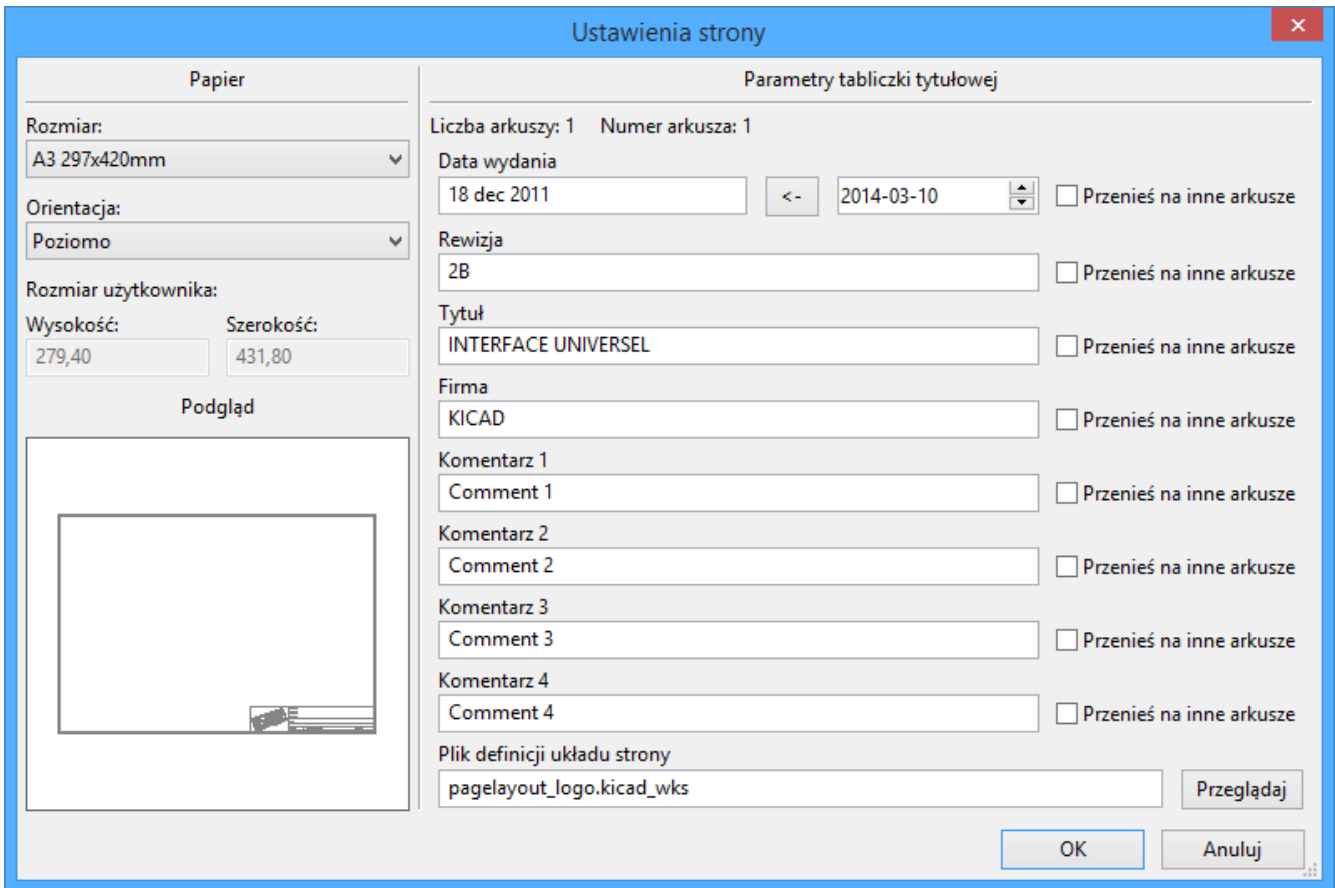 Ustawienia strony
Papier
Rozmiar:
A3 297x420mm
Orientacja:
Poziomo
Rozmiar użytkownika:
Wysokość: Szerokość:
279,40 431,80
Podgląd
Parametry tabliczki tytułowej
Liczba arkuszy: 1 Numer arkusza: 1
Data wydania
18 dec 2011 <- 2014-03-10 Przenieś na inne arkusze
Rewizja
2B Przenieś na inne arkusze
Tytuł
INTERFACE UNIVERSEL Przenieś na inne arkusze
Firma
KICAD Przenieś na inne arkusze
Komentarz 1
Comment 1 Przenieś na inne arkusze
Komentarz 2
Comment 2 Przenieś na inne arkusze
Komentarz 3
Comment 3 Przenieś na inne arkusze
Komentarz 4
Comment 4 Przenieś na inne arkusze
Plik definicji układu strony
pagelayout_logo.kicad_wks Przeglądaj
OK Anuluj